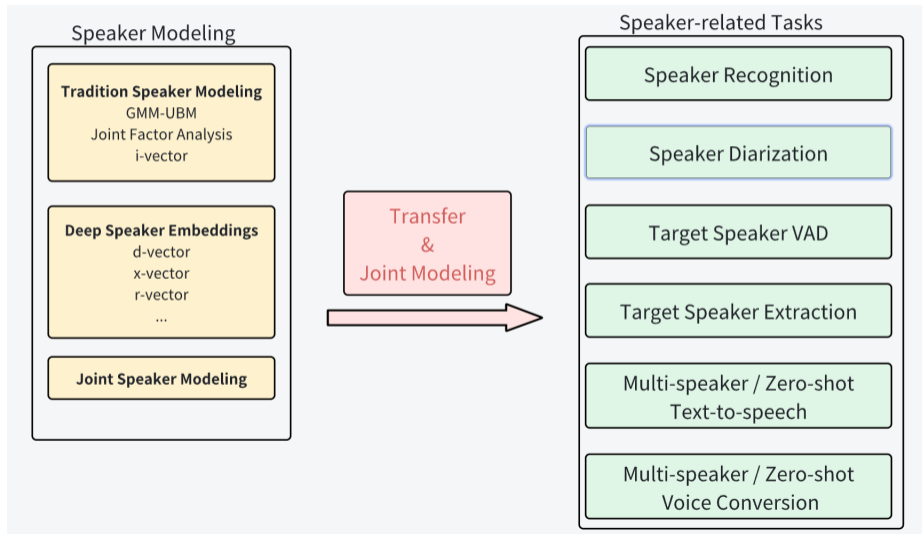 Speaker Modeling
Tradition Speaker Modeling
GMM-UBM
Joint Factor Analysis
i-vector
Deep Speaker Embeddings
d-vector
x-vector
r-vector
...
Joint Speaker Modeling
Transfer
&
Joint Modeling
Speaker-related Tasks
Speaker Recognition
Speaker Diarization
Target Speaker VAD
Target Speaker Extraction
Multi-speaker / Zero-shot
Text-to-speech
Multi-speaker / Zero-shot
Voice Conversion